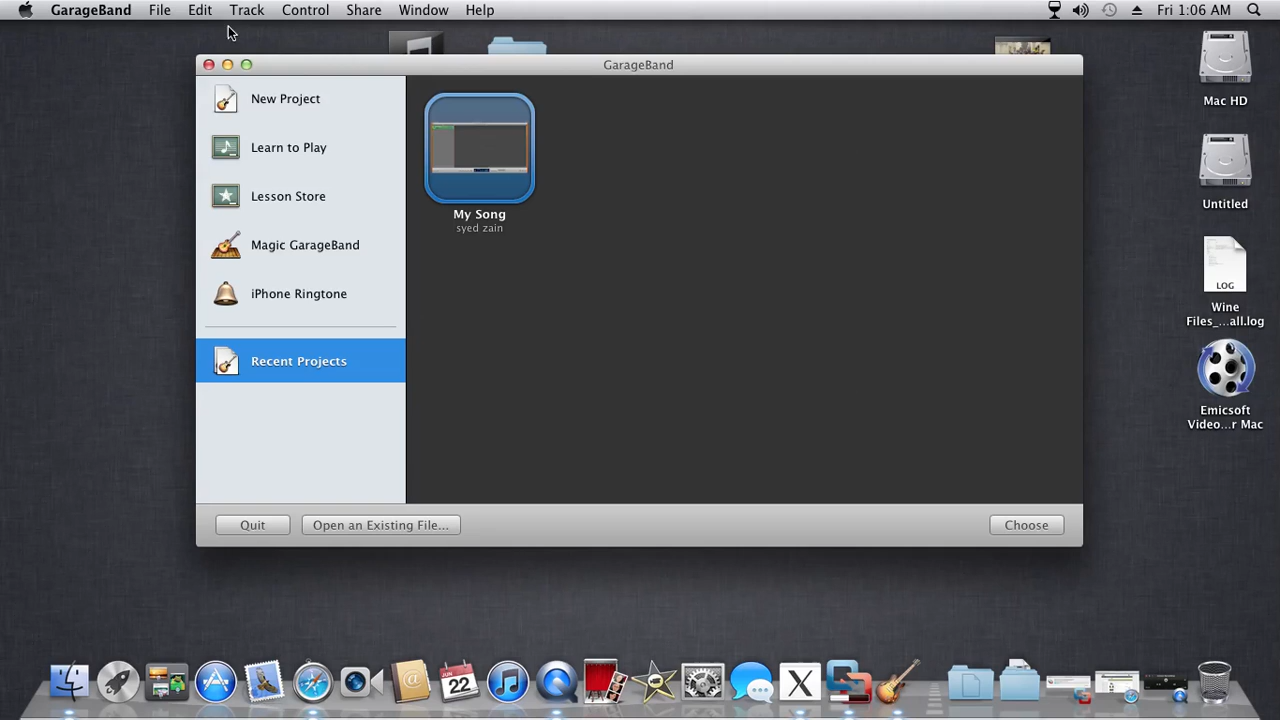 GarageBand File Edit Track Control Share Window Help Fri 1:06 AM
GarageBand
New Project
Learn to Play
Lesson Store
Magic GarageBand
iPhone Ringtone
Recent Projects
My Song
syed zain
Quit
Open an Existing File...
Choose
Mac HD
Untitled
LOG
Wine
Files_...all.log
Emicsoft
Video...r Mac
JUN
22
X